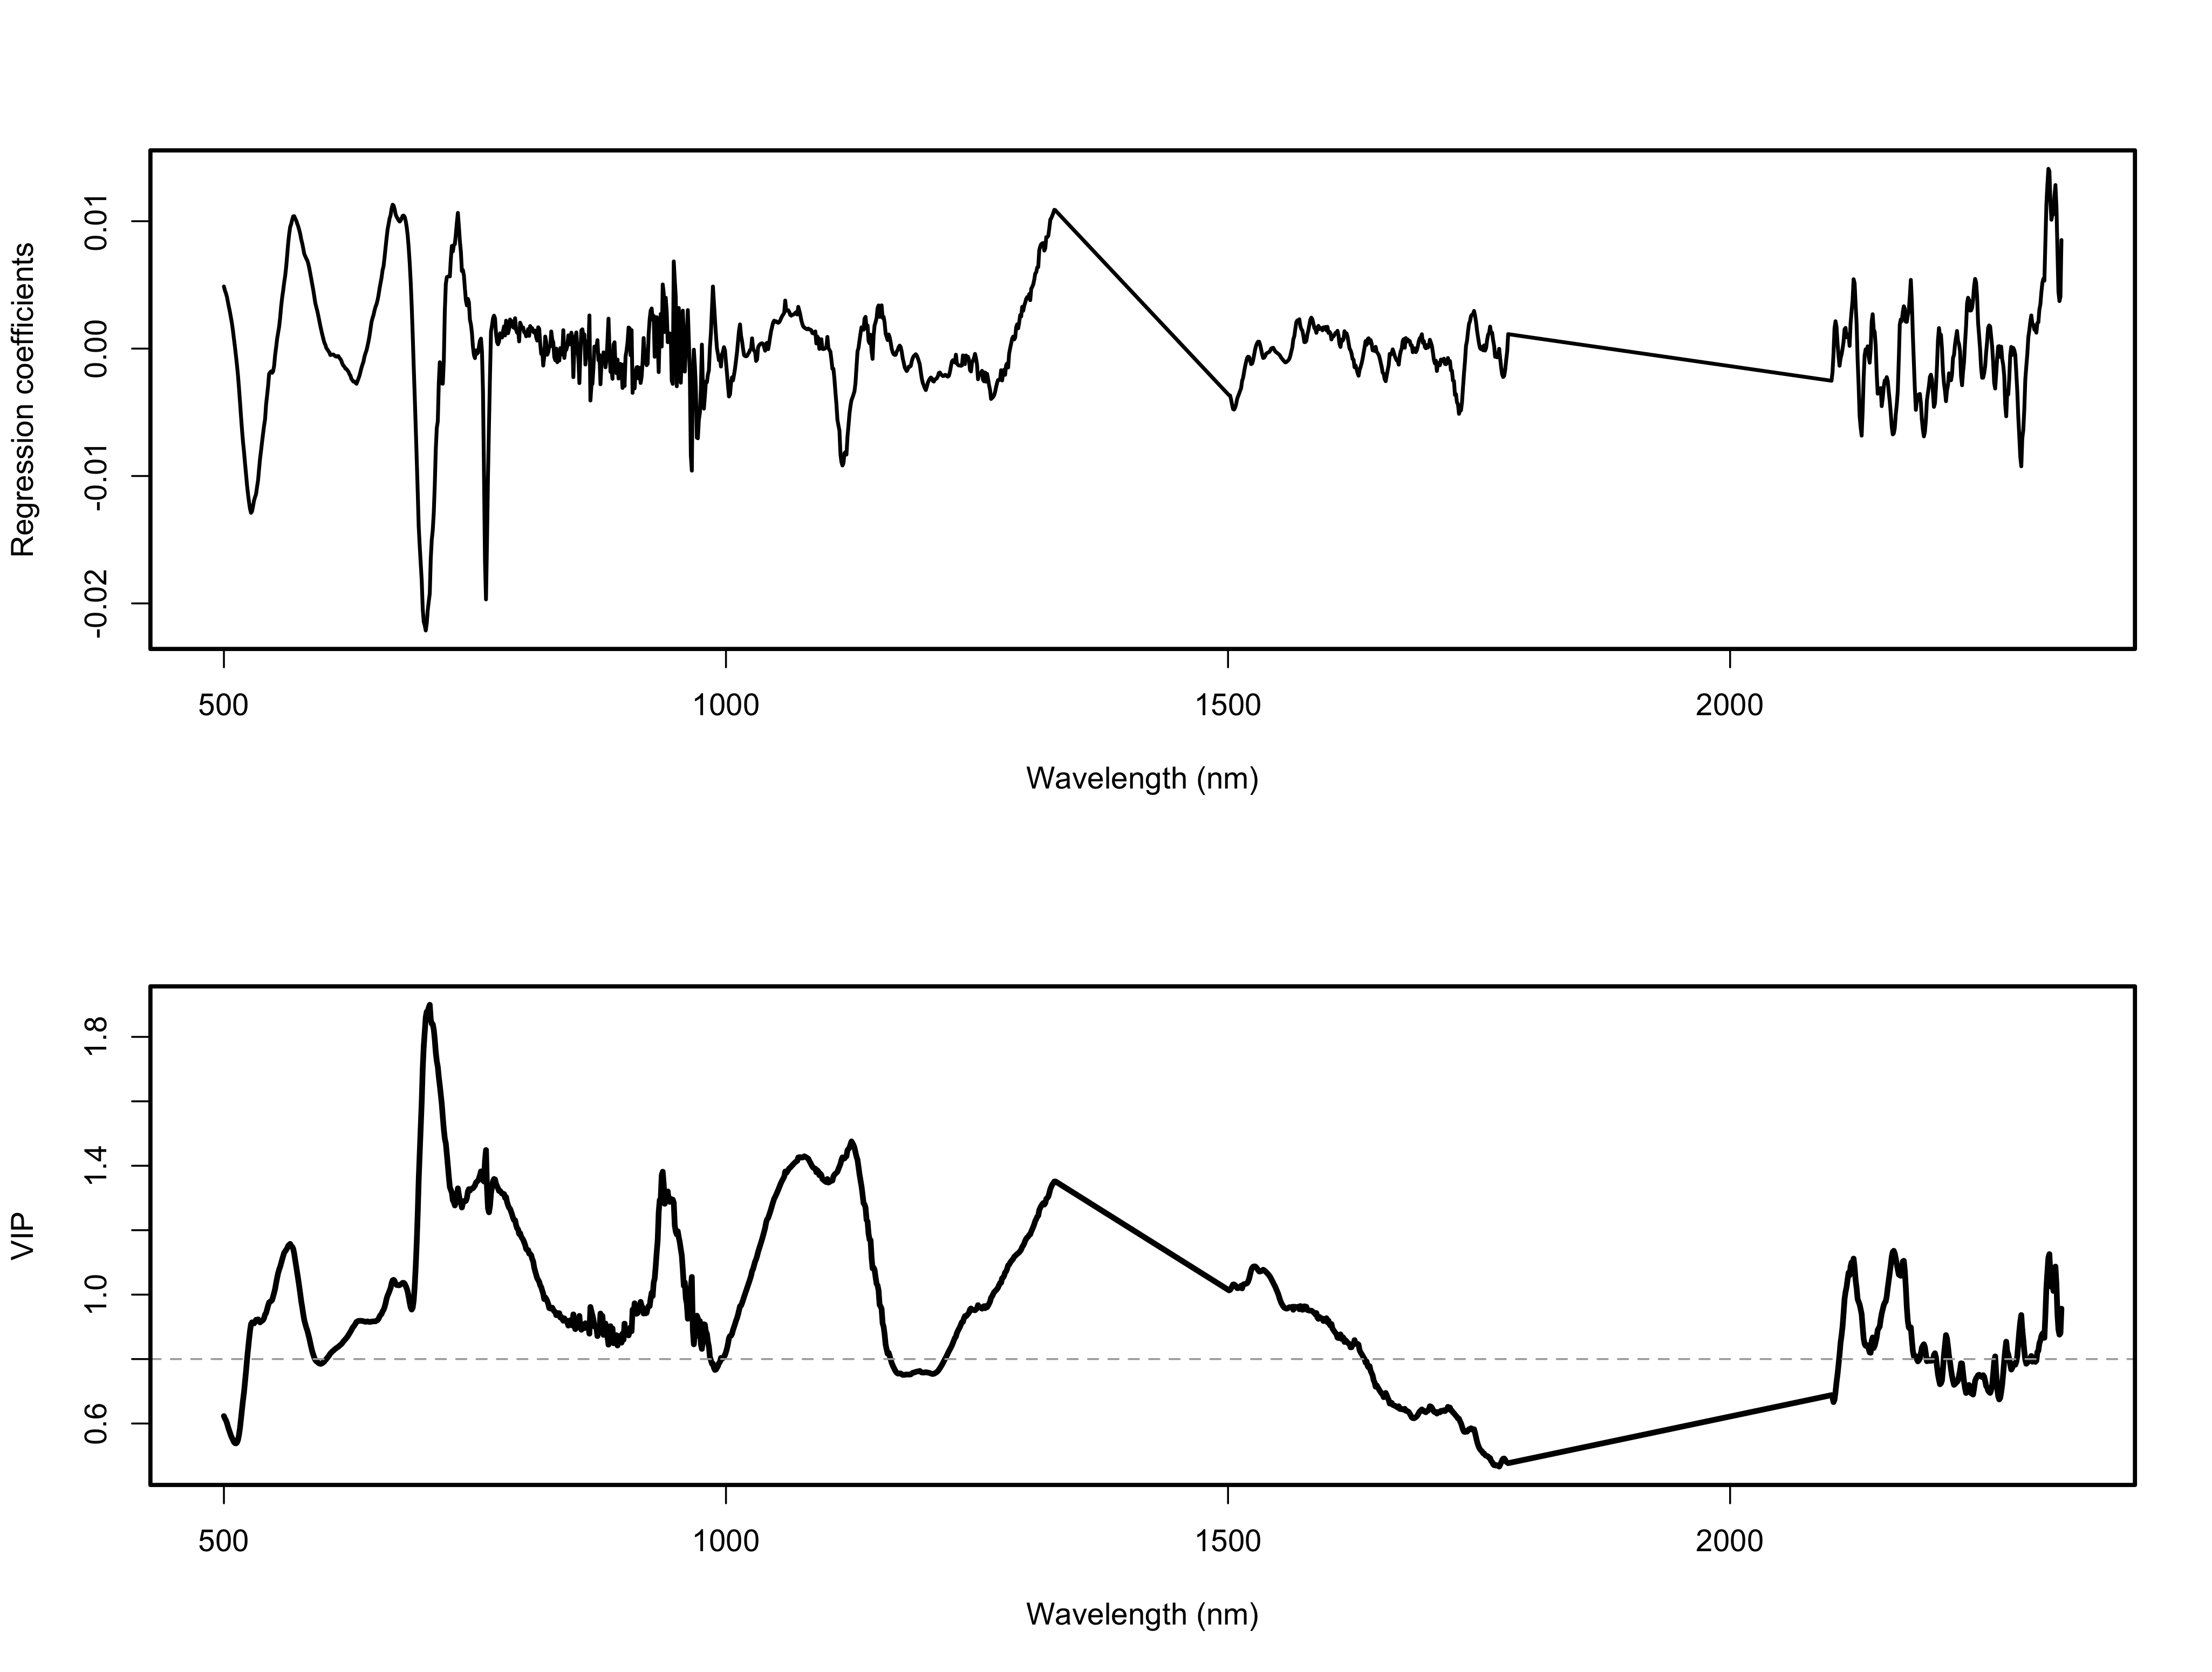 Regression coefficients
0.01
0.00
-0.01
-0.02
500 1000 1500 2000
Wavelength (nm)
VIP
1.8
1.4
1.0
0.6
500 1000 1500 2000
Wavelength (nm)